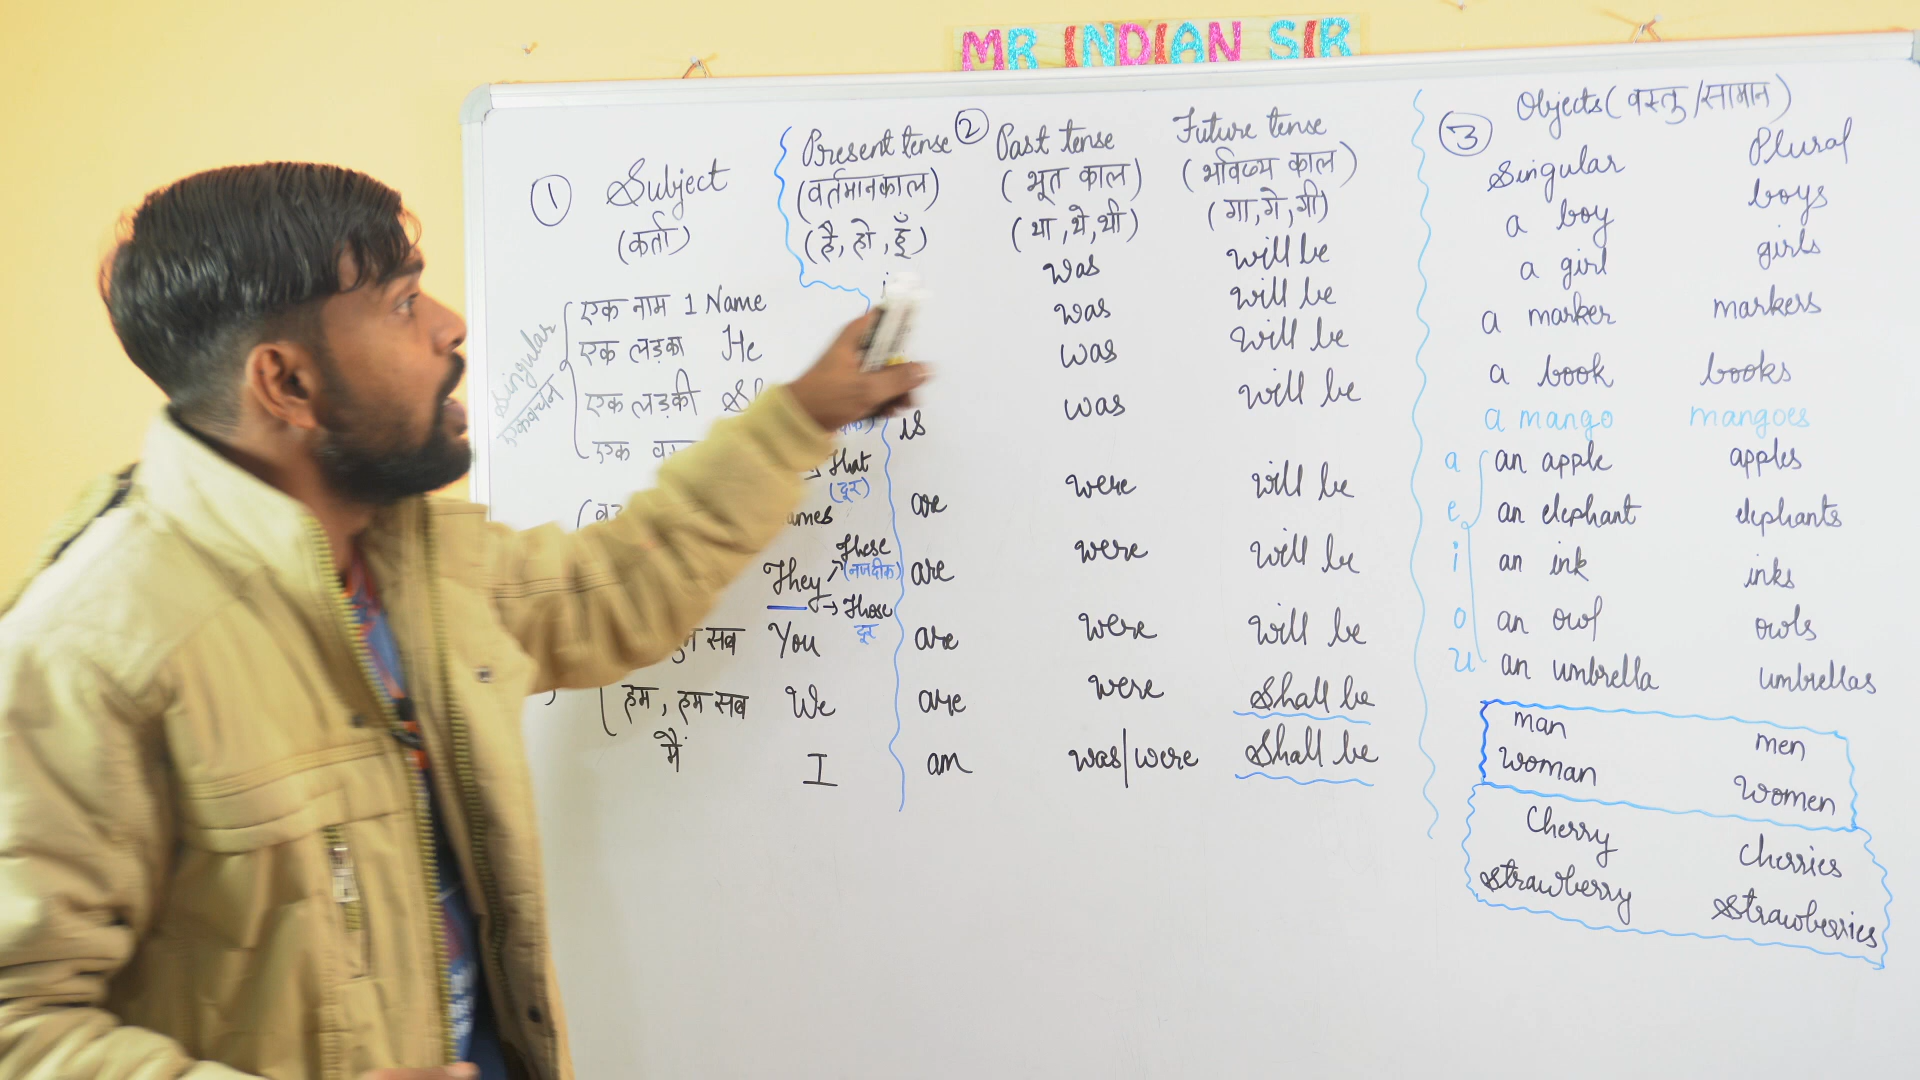 MR INDIAN SIR
① Subject
(कर्ता)
Singular
एकवचन
एक नाम 1 Name
एक लड़का He
एक लड़की
एक
That
(दूर)
ames
They These
(नजदीक)
→ Those
दूर
सब You
हम, हम सब We
मैं I
②
Present tense Past tense Future tense
(वर्तमानकाल) (भूत काल) (भविष्य काल)
(है, हो, हूँ) (था, थे, थी) (गा, गे, गी)
was will be
was will be
was will be
is was will be
are were will be
are were will be
are were will be
are were Shall be
am was/were Shall be
③ Objects (वस्तु/सामान)
Singular Plural
a boy boys
a girl girls
a marker markers
a book books
a mango mangoes
a an apple apples
e an elephant elephants
i an ink inks
o an owl owls
u an umbrella umbrellas
man men
woman women
Cherry Cherries
Strawberry Strawberries